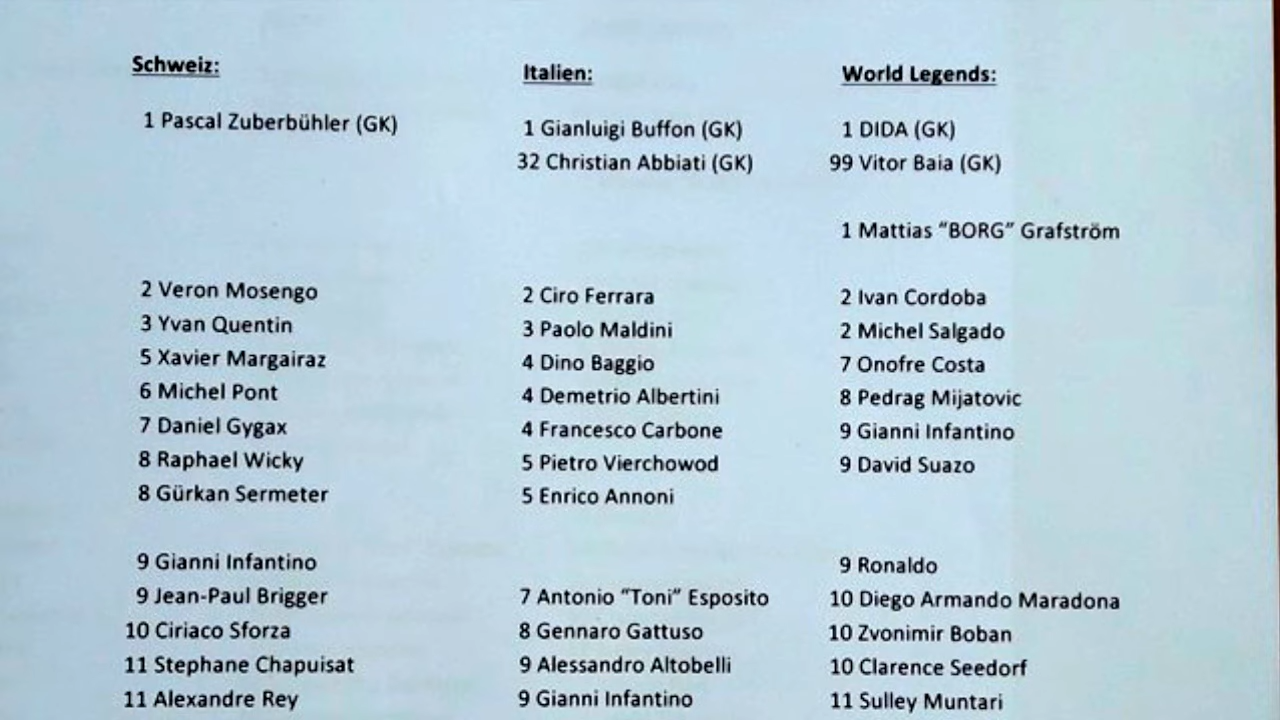 Schweiz:
1 Pascal Zuberbühler (GK)
2 Veron Mosengo
3 Yvan Quentin
5 Xavier Margairaz
6 Michel Pont
7 Daniel Gygax
8 Raphael Wicky
8 Gürkan Sermeter
9 Gianni Infantino
9 Jean-Paul Brigger
10 Ciriaco Sforza
11 Stephane Chapuisat
11 Alexandre Rey
Italien:
1 Gianluigi Buffon (GK)
32 Christian Abbiati (GK)
2 Ciro Ferrara
3 Paolo Maldini
4 Dino Baggio
4 Demetrio Albertini
4 Francesco Carbone
5 Pietro Vierchowod
5 Enrico Annoni
7 Antonio “Toni” Esposito
8 Gennaro Gattuso
9 Alessandro Altobelli
9 Gianni Infantino
World Legends:
1 DIDA (GK)
99 Vitor Baia (GK)
1 Mattias “BORG” Grafström
2 Ivan Cordoba
2 Michel Salgado
7 Onofre Costa
8 Pedrag Mijatovic
9 Gianni Infantino
9 David Suazo
9 Ronaldo
10 Diego Armando Maradona
10 Zvonimir Boban
10 Clarence Seedorf
11 Sulley Muntari